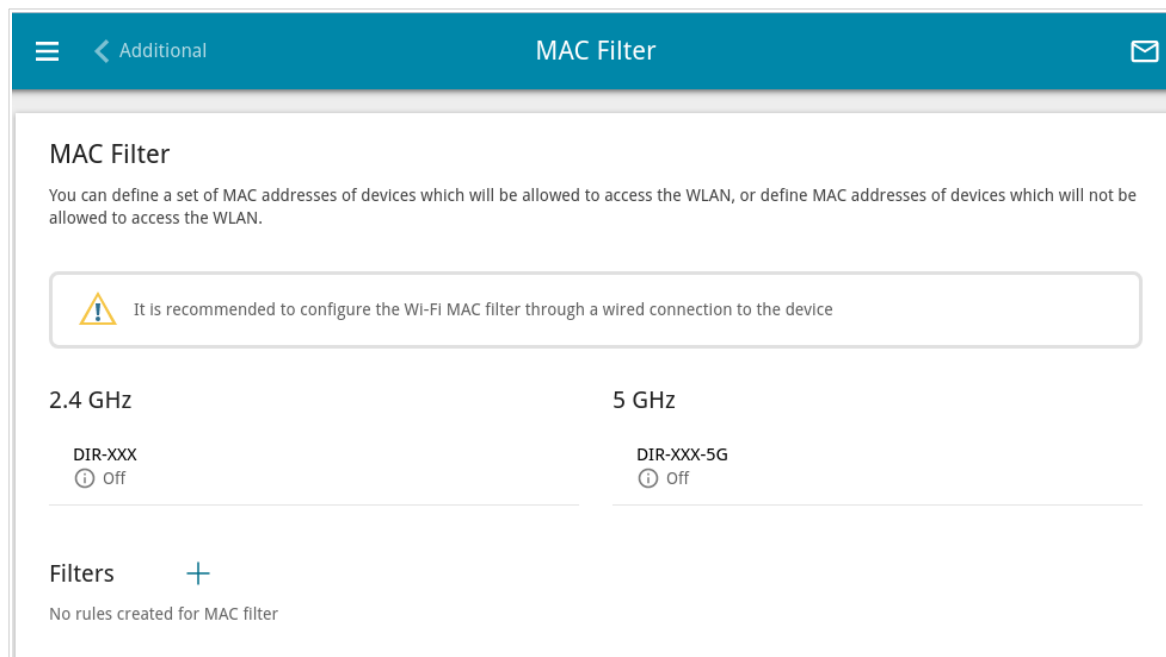 Additional
MAC Filter
MAC Filter
You can define a set of MAC addresses of devices which will be allowed to access the WLAN, or define MAC addresses of devices which will not be
allowed to access the WLAN.
It is recommended to configure the Wi-Fi MAC filter through a wired connection to the device
2.4 GHz
5 GHz
DIR-XXX
DIR-XXX-5G
Off
Off
Filters
No rules created for MAC filter